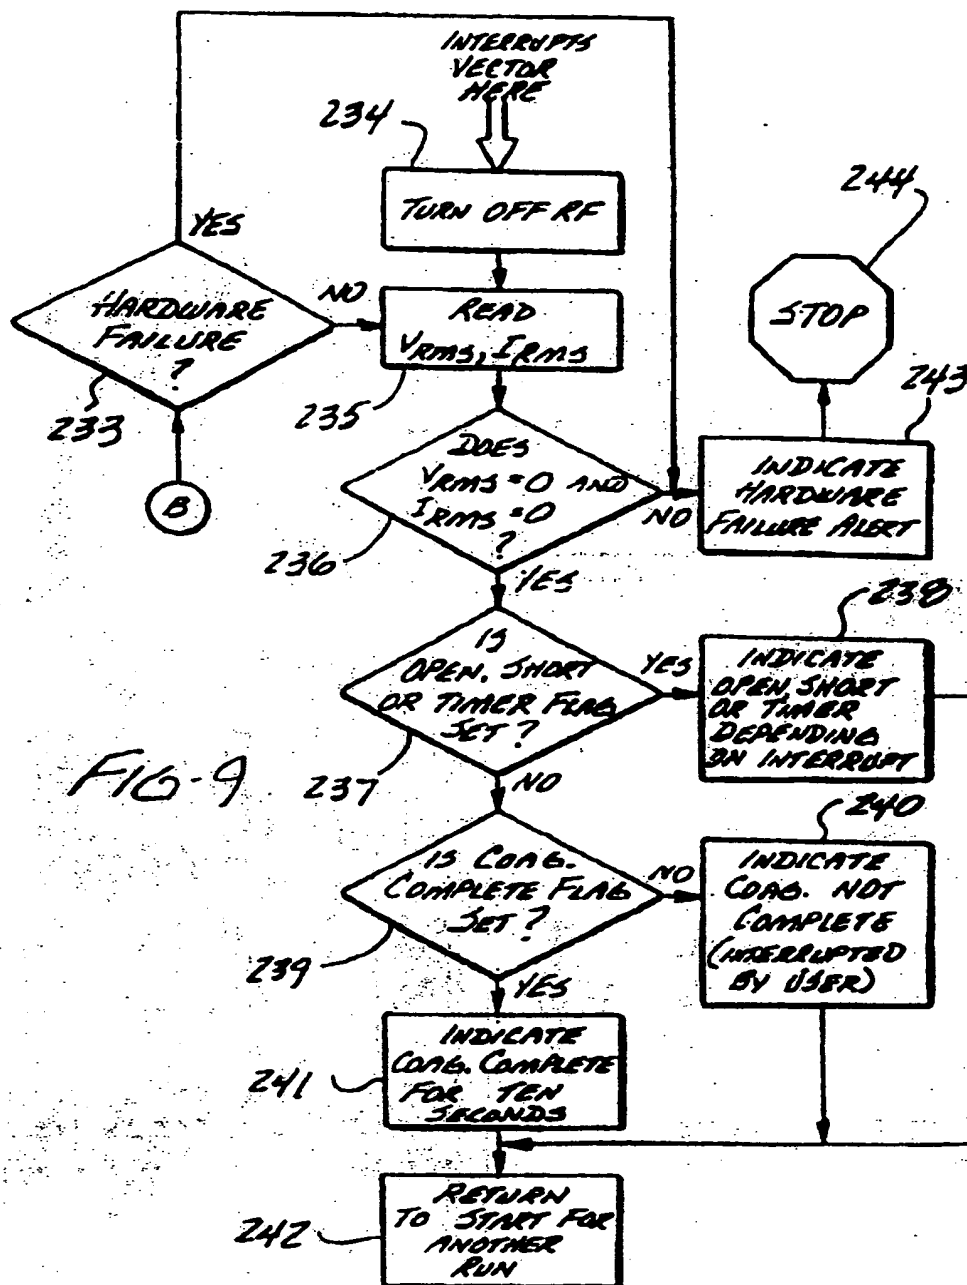 INTERRUPTS
VECTOR
HERE
234
TURN OFF RF
244
STOP
YES
HARDWARE
FAILURE
?
NO
READ
VRMS, IRMS
233
235
B
DOES
VRMS=0 AND
IRMS=0
?
NO
236
YES
243
INDICATE
HARDWARE
FAILURE ALERT
IS
OPEN, SHORT
OR TIMER FLAG
SET?
YES
237
NO
238
INDICATE
OPEN, SHORT
OR TIMER
DEPENDING
ON INTERRUPT
FIG-9
IS COAG.
COMPLETE FLAG
SET?
NO
239
YES
240
INDICATE
COAG. NOT
COMPLETE
(INTERRUPTED
BY USER)
INDICATE
COAG. COMPLETE
FOR TEN
SECONDS
241
RETURN
TO START FOR
ANOTHER
RUN
242